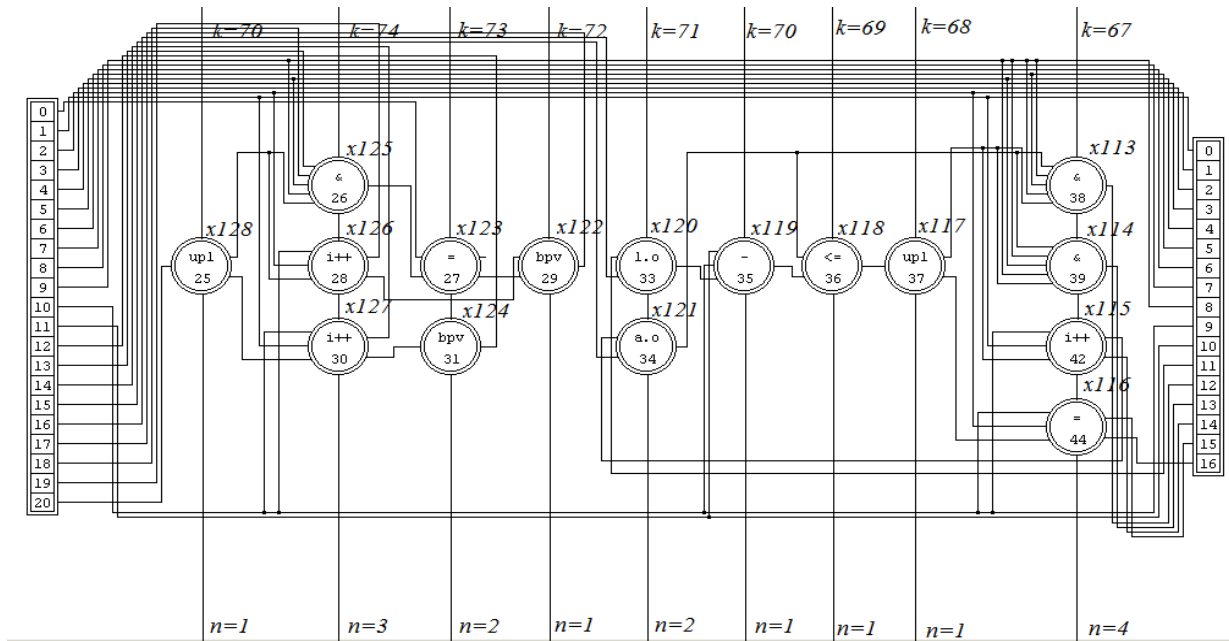 k=70 k=74 k=73 k=72 k=71 k=70 k=69 k=68 k=67
0
1
2
3
4
5
6
7
8
9
10
11
12
13
14
15
16
17
18
19
20
x125
&
26
x128
upl
25
x126
i++
28
x127
i++
30
x123
=
27
x124
bpv
31
x122
bpv
29
x120
l.o
33
x121
a.o
34
x119
-
35
x118
<=
36
x117
upl
37
x113
&
38
x114
&
39
x115
i++
42
x116
=
44
0
1
2
3
4
5
6
7
8
9
10
11
12
13
14
15
16
n=1 n=3 n=2 n=1 n=2 n=1 n=1 n=1 n=4